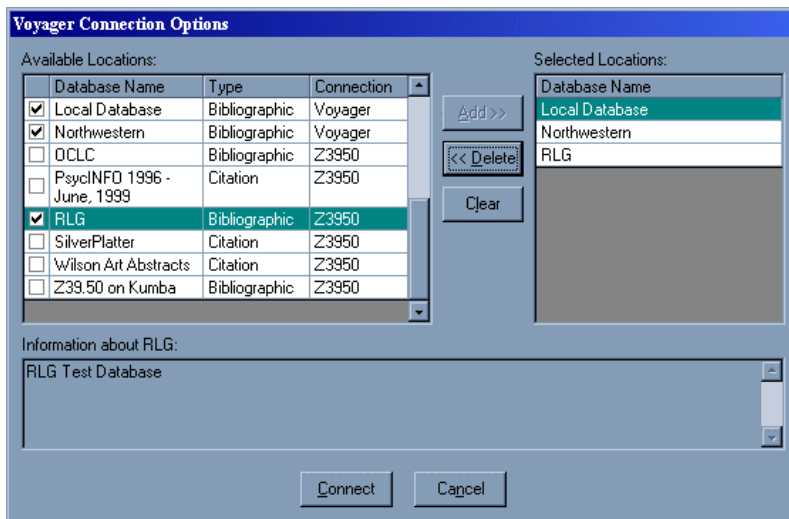 Voyager Connection Options
Available Locations:
Selected Locations:
Database Name Type Connection
Local Database Bibliographic Voyager
Northwestern Bibliographic Voyager
OCLC Bibliographic Z3950
PsycINFO 1996 - Citation Z3950
June, 1999
RLG Bibliographic Z3950
SilverPlatter Citation Z3950
Wilson Art Abstracts Citation Z3950
Z39.50 on Kumba Bibliographic Z3950
Add >>
<< Delete
Clear
Database Name
Local Database
Northwestern
RLG
Information about RLG:
RLG Test Database
Connect Cancel